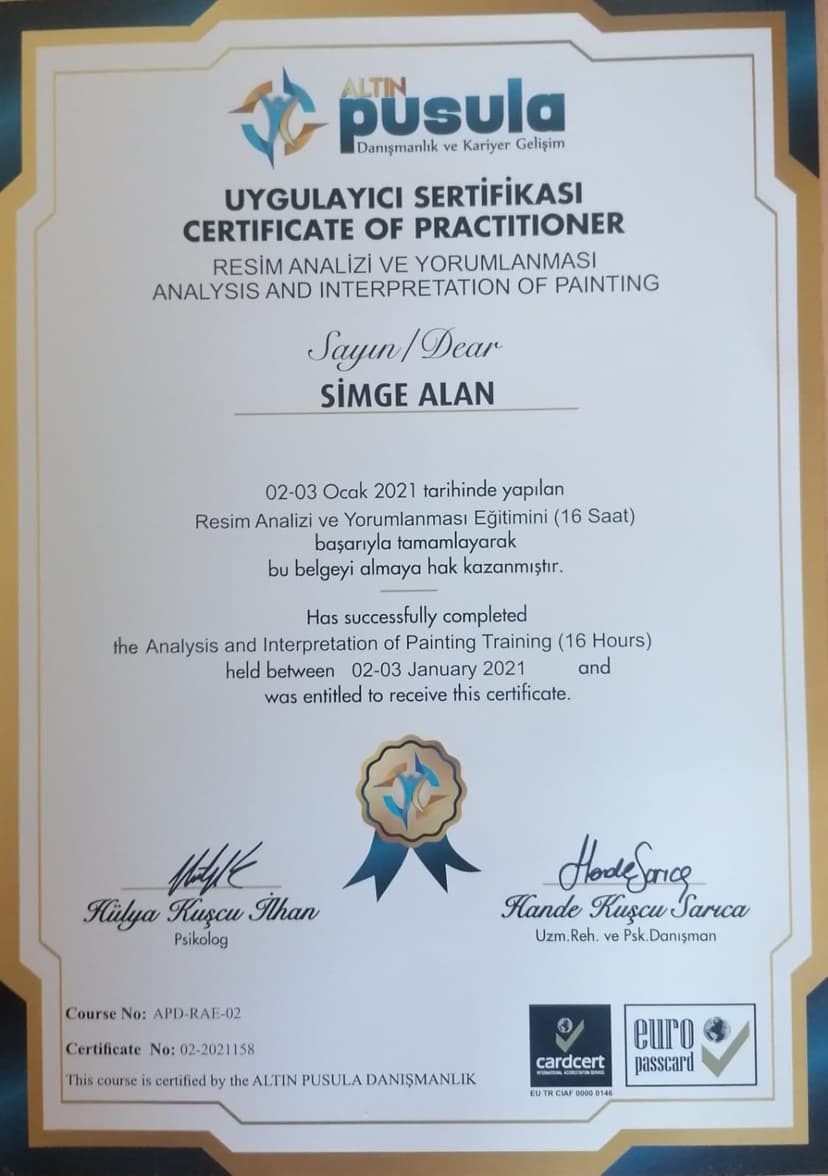 ALTIN
pusula
Danışmanlık ve Kariyer Gelişim
UYGULAYICI SERTİFİKASI
CERTIFICATE OF PRACTITIONER
RESİM ANALİZİ VE YORUMLANMASI
ANALYSIS AND INTERPRETATION OF PAINTING
Sayın/Dear
SİMGE ALAN
02-03 Ocak 2021 tarihinde yapılan
Resim Analizi ve Yorumlanması Eğitimini (16 Saat)
başarıyla tamamlayarak
bu belgeyi almaya hak kazanmıştır.
Has successfully completed
the Analysis and Interpretation of Painting Training (16 Hours)
held between 02-03 January 2021 and
was entitled to receive this certificate.
Hande Sarıca
Hülya Kuşcu İlhan
Psikolog
Hande Kuşcu Sarıca
Uzm.Reh. ve Psk.Danışman
Course No: APD-RAE-02
Certificate No: 02-2021158
This course is certified by the ALTIN PUSULA DANIŞMANLIK
cardcert
INTERNATIONAL ACCREDITATION SERVICE
EU TR CIAF 0000 0146
euro
passcard